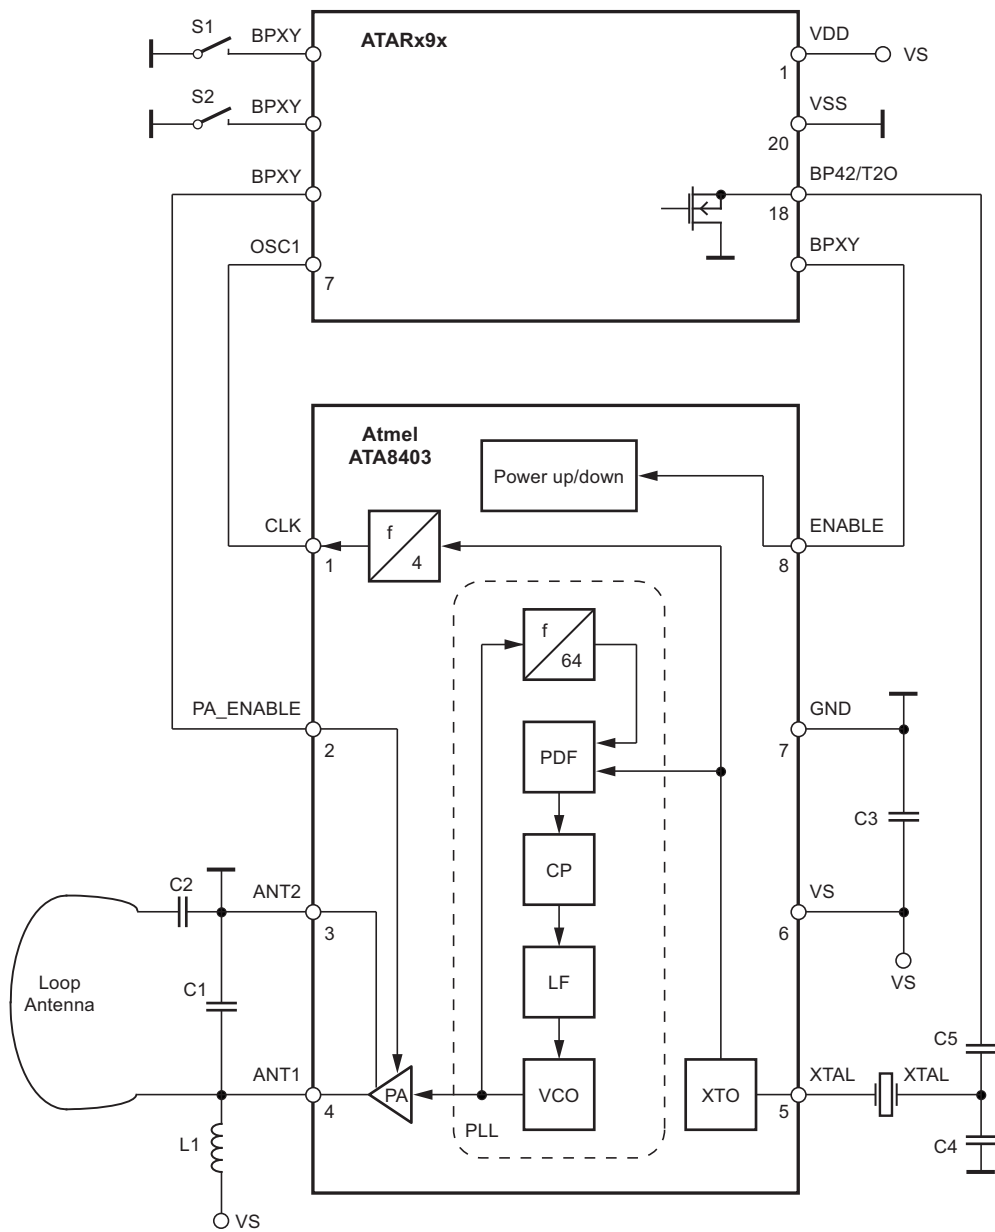 S1
BPXY
ATARx9x
VDD
1
VS
S2
BPXY
VSS
20
BPXY
BP42/T2O
18
OSC1
7
BPXY
Atmel
ATA8403
Power up/down
CLK
1
f
4
ENABLE
8
f
64
PA_ENABLE
2
PDF
GND
7
C3
CP
C2
ANT2
3
VS
6
VS
Loop
Antenna
C1
LF
C5
ANT1
4
PA
VCO
XTO
XTAL
5
XTAL
PLL
L1
C4
VS